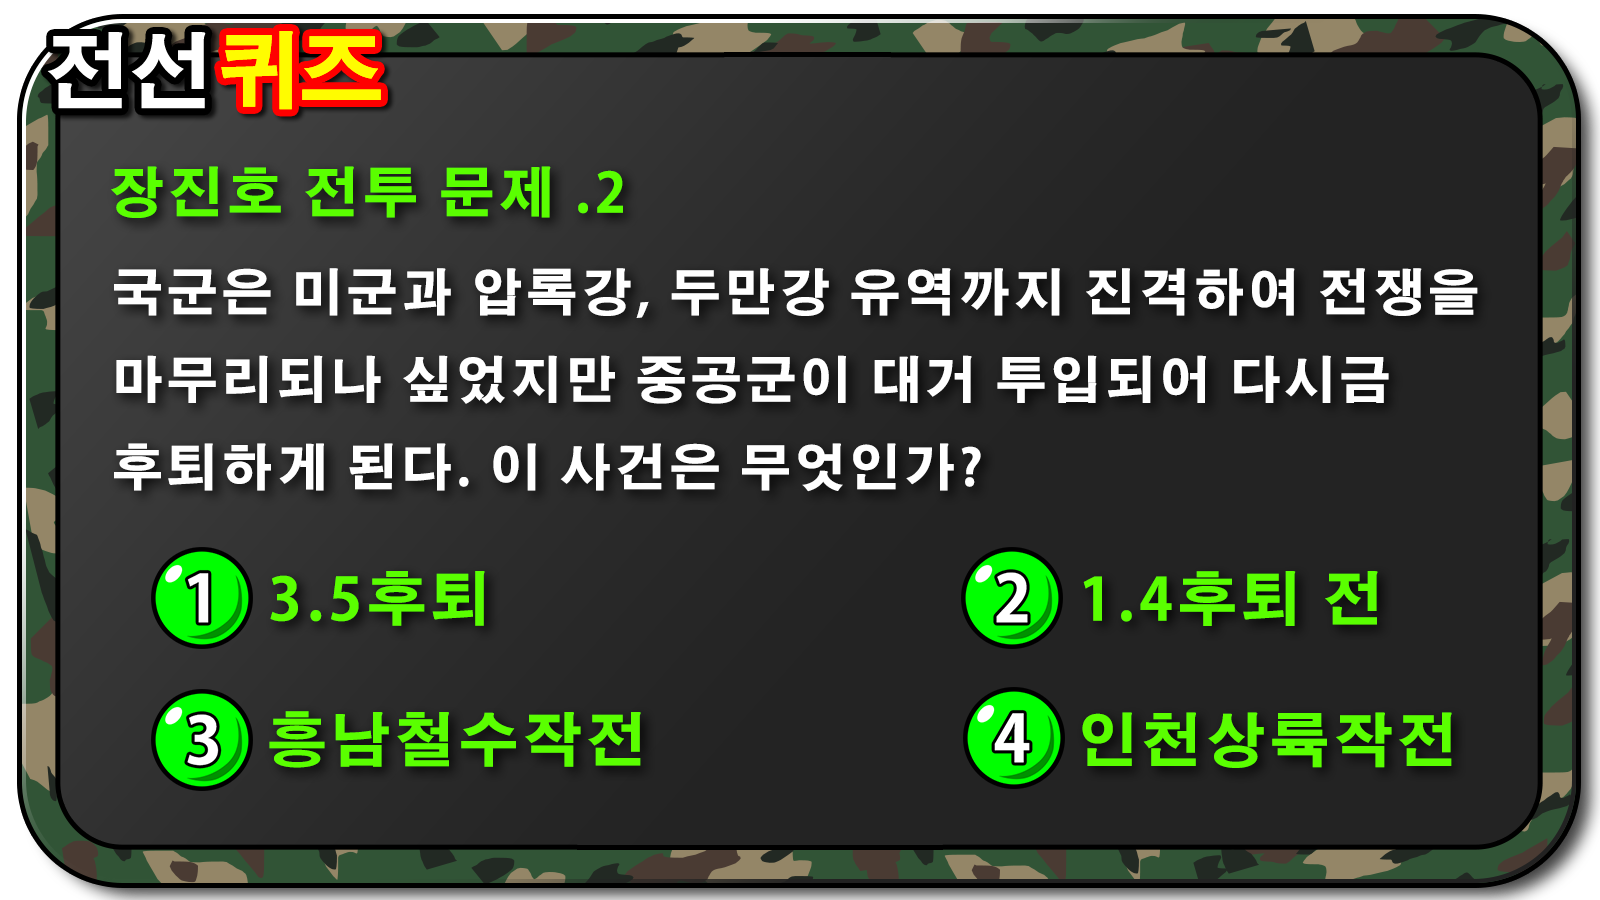 전선퀴즈
장진호 전투 문제 .2
국군은 미군과 압록강, 두만강 유역까지 진격하여 전쟁을
마무리되나 싶었지만 중공군이 대거 투입되어 다시금
후퇴하게 된다. 이 사건은 무엇인가?
1 3.5후퇴
2 1.4후퇴 전
3 흥남철수작전
4 인천상륙작전